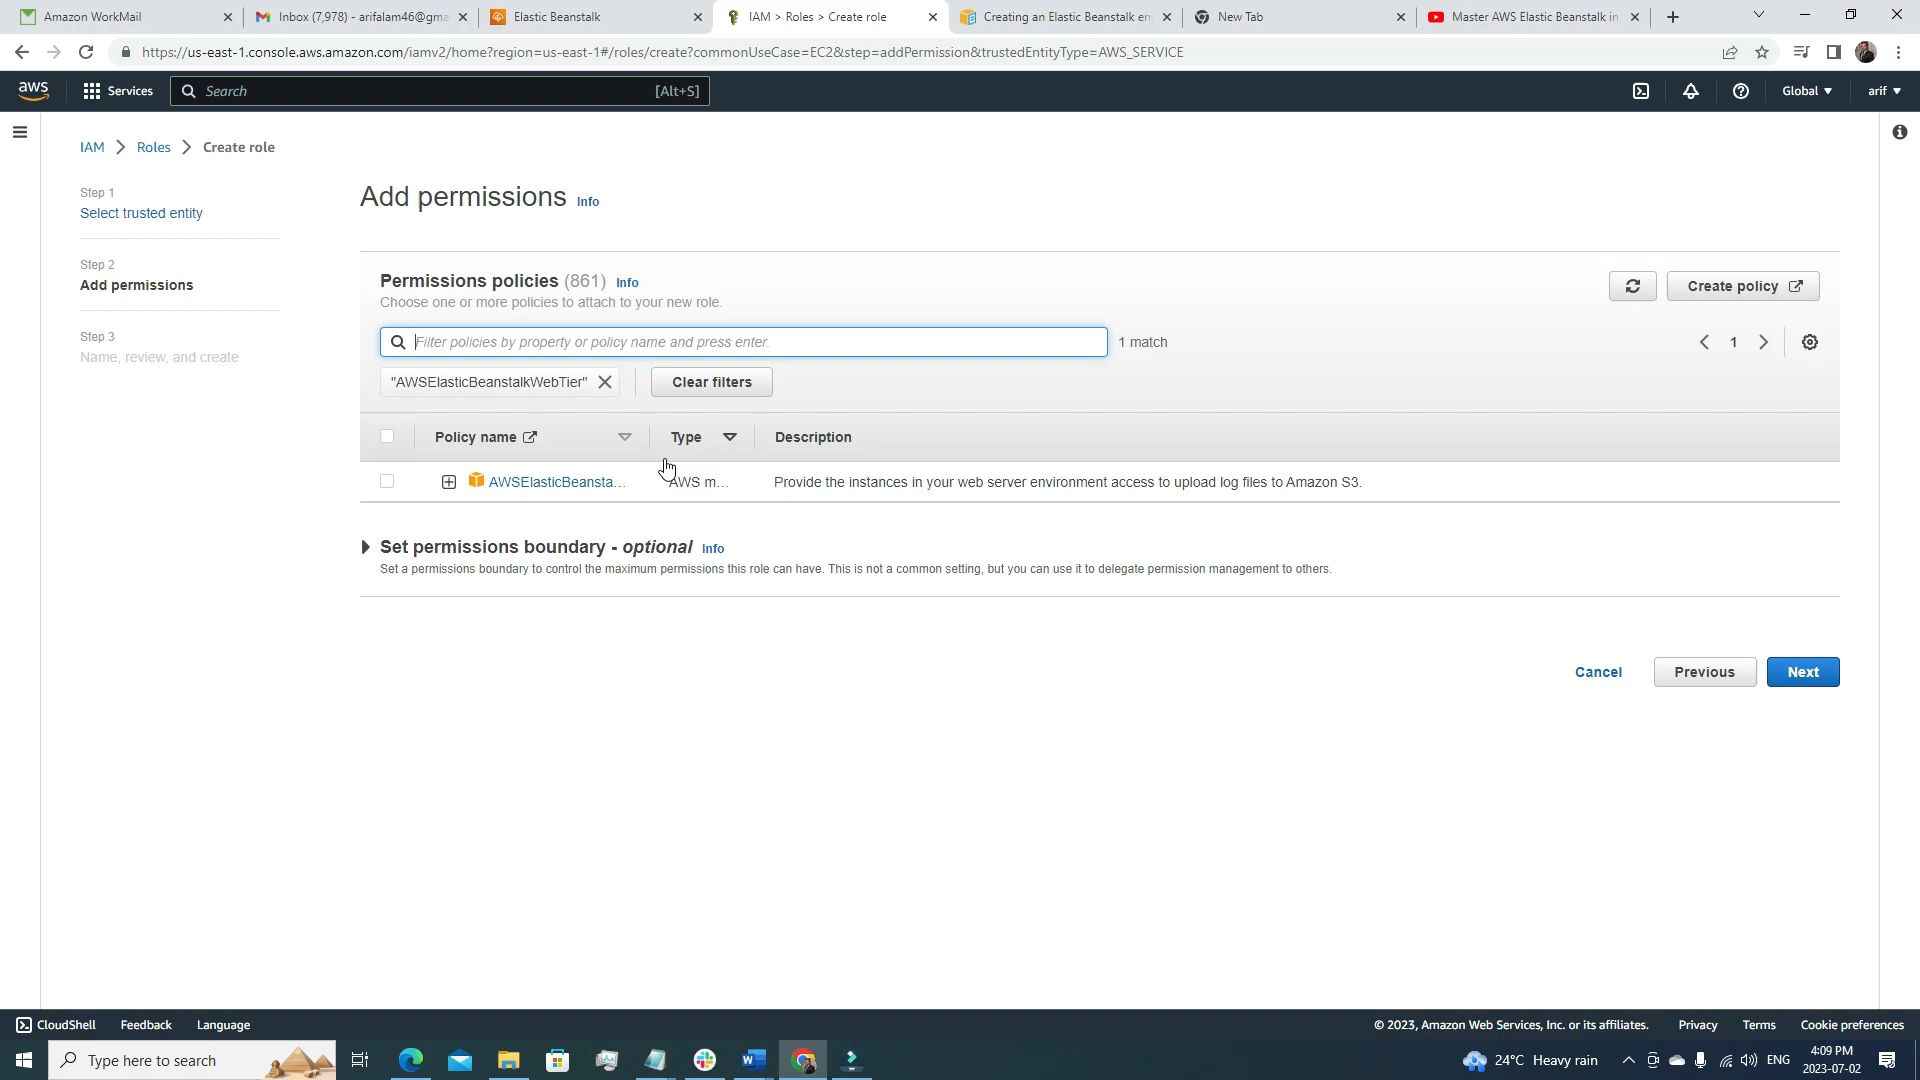 Amazon WorkMail
Inbox (7,978) - arifalam46@gma
Elastic Beanstalk
IAM > Roles > Create role
Creating an Elastic Beanstalk en
New Tab
Master AWS Elastic Beanstalk in
https://us-east-1.console.aws.amazon.com/iamv2/home?region=us-east-1#/roles/create?commonUseCase=EC2&step=addPermission&trustedEntityType=AWS_SERVICE
aws
Services
Search
[Alt+S]
Global
arif
IAM > Roles > Create role
Step 1
Select trusted entity
Step 2
Add permissions
Step 3
Name, review, and create
Add permissions Info
Permissions policies (861) Info
Choose one or more policies to attach to your new role.
Create policy
Filter policies by property or policy name and press enter.
1 match
1
"AWSElasticBeanstalkWebTier"
Clear filters
Policy name
Type
Description
AWSElasticBeansta...
AWS m...
Provide the instances in your web server environment access to upload log files to Amazon S3.
Set permissions boundary - optional Info
Set a permissions boundary to control the maximum permissions this role can have. This is not a common setting, but you can use it to delegate permission management to others.
Cancel
Previous
Next
CloudShell
Feedback
Language
© 2023, Amazon Web Services, Inc. or its affiliates.
Privacy
Terms
Cookie preferences
Type here to search
24°C Heavy rain
ENG
4:09 PM
2023-07-02